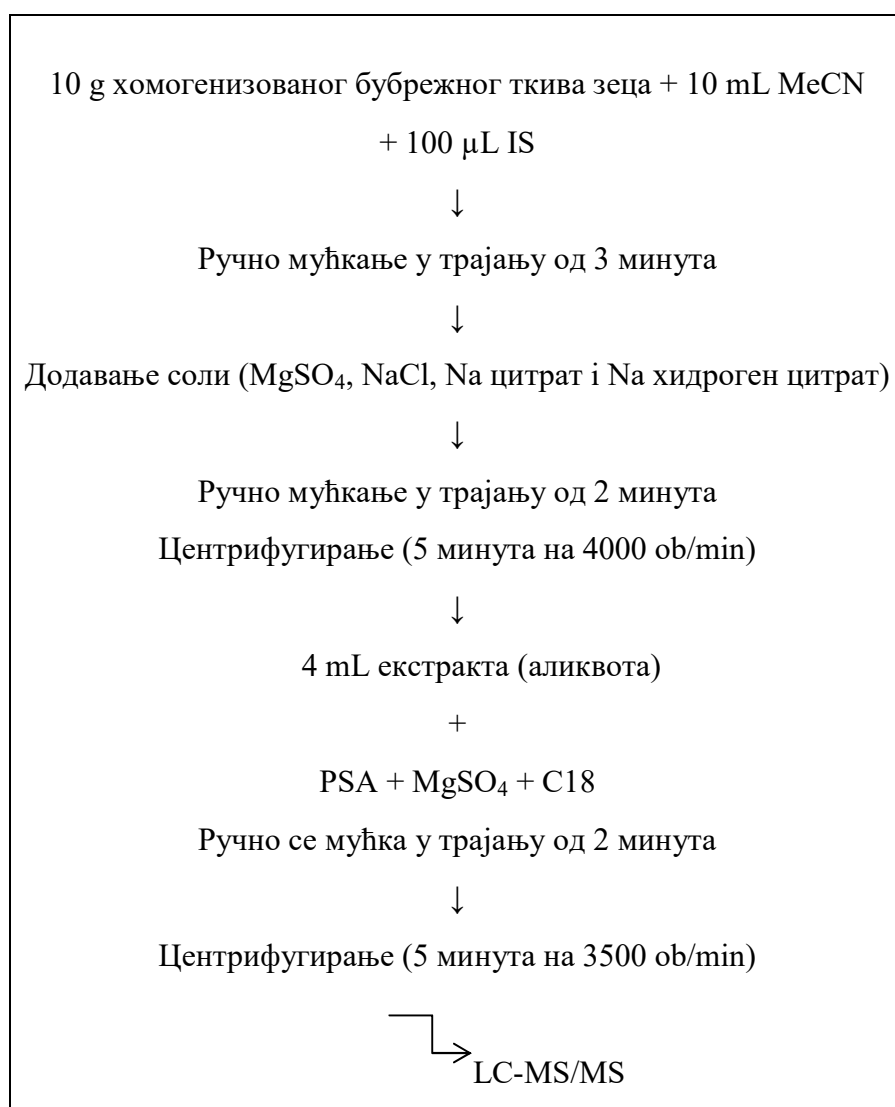 10 g хомогенизованог бубрежног ткива зеца + 10 mL MeCN
+ 100 µL IS
↓
Ручно мућкање у трајању од 3 минута
↓
Додавање соли (MgSO₄, NaCl, Na цитрат i Na хидроген цитрат)
↓
Ручно мућкање у трајању од 2 минута
Центрифугирање (5 минута на 4000 ob/min)
↓
4 mL екстракта (аликвота)
+
PSA + MgSO₄ + C18
Ручно се мућка у трајању од 2 минута
↓
Центрифугирање (5 минута на 3500 ob/min)
LC-MS/MS